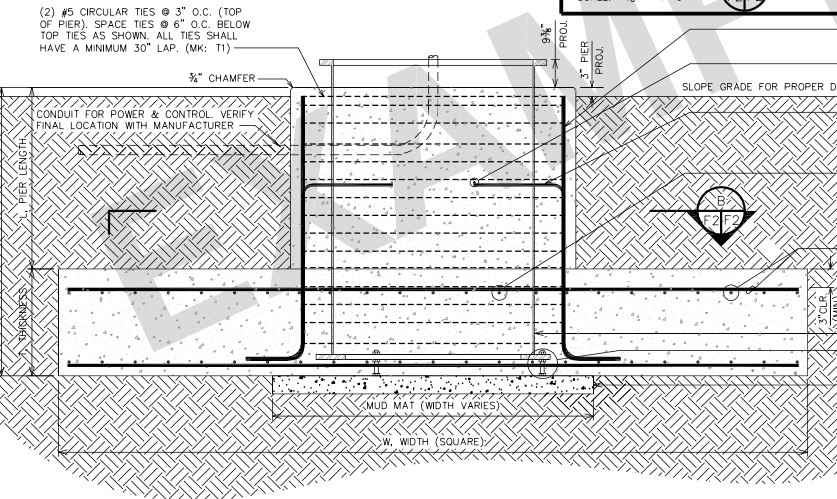 (2) #5 CIRCULAR TIES @ 3" O.C. (TOP
OF PIER). SPACE TIES @ 6" O.C. BELOW
TOP TIES AS SHOWN. ALL TIES SHALL
HAVE A MINIMUM 30" LAP. (MK: T1)
¾" CHAMFER
9⅜"
PROJ.
3" PIER
PROJ.
SLOPE GRADE FOR PROPER D
CONDUIT FOR POWER & CONTROL. VERIFY
FINAL LOCATION WITH MANUFACTURER
L, PIER LENGTH
B
F2 F2
T, THICKNESS
3" CLR.
(MIN)
MUD MAT (WIDTH VARIES)
W, WIDTH (SQUARE)